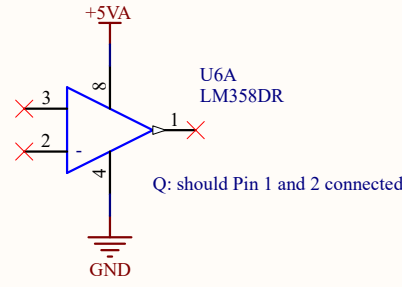 +5VA
8
U6A
LM358DR
3
1
2
-
4
Q: should Pin 1 and 2 connected
GND